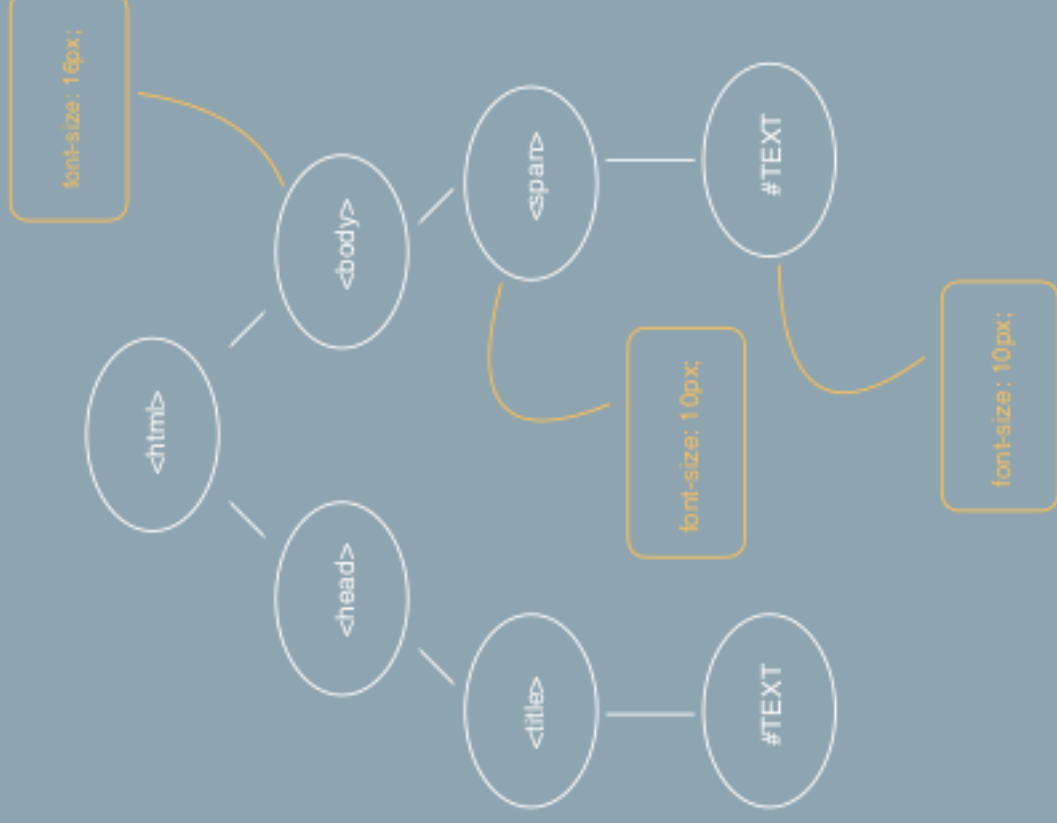 font-size: 16px;
<html>
<head>
<body>
<title>
<span>
font-size: 10px;
#TEXT
#TEXT
font-size: 10px;